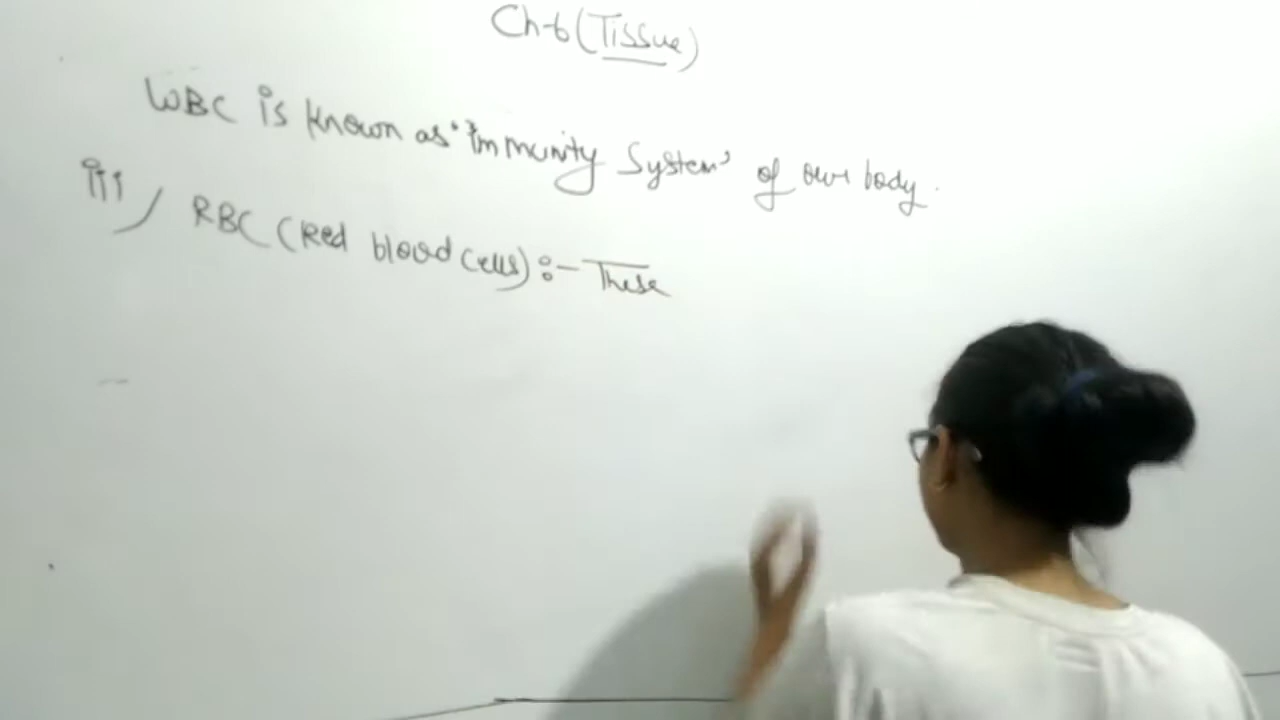 Ch-6 (Tissue)
WBC is known as 'immunity System' of our body.
iii) RBC (Red blood cells) :- These